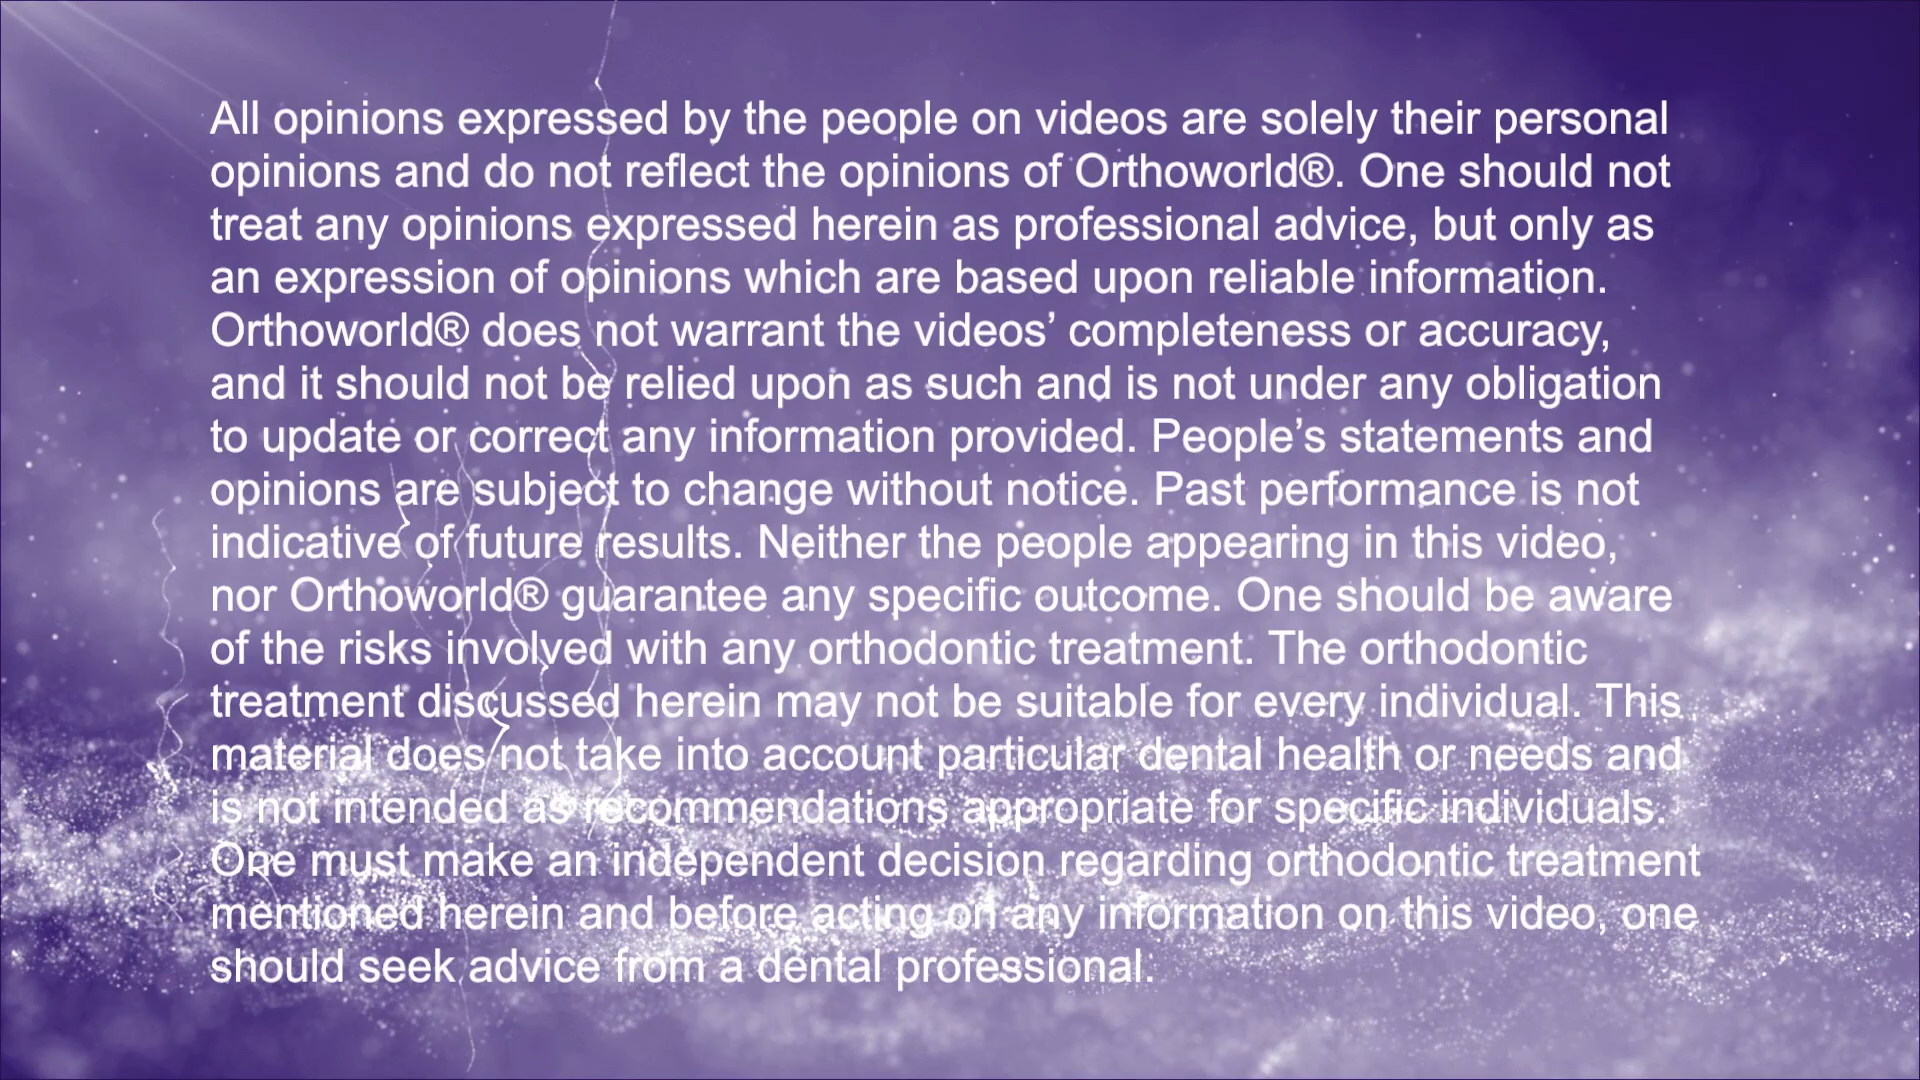 All opinions expressed by the people on videos are solely their personal
opinions and do not reflect the opinions of Orthoworld®. One should not
treat any opinions expressed herein as professional advice, but only as
an expression of opinions which are based upon reliable information.
Orthoworld® does not warrant the videos’ completeness or accuracy,
and it should not be relied upon as such and is not under any obligation
to update or correct any information provided. People’s statements and
opinions are subject to change without notice. Past performance is not
indicative of future results. Neither the people appearing in this video,
nor Orthoworld® guarantee any specific outcome. One should be aware
of the risks involved with any orthodontic treatment. The orthodontic
treatment discussed herein may not be suitable for every individual. This
material does not take into account particular dental health or needs and
is not intended as recommendations appropriate for specific individuals.
One must make an independent decision regarding orthodontic treatment
mentioned herein and before acting on any information on this video, one
should seek advice from a dental professional.